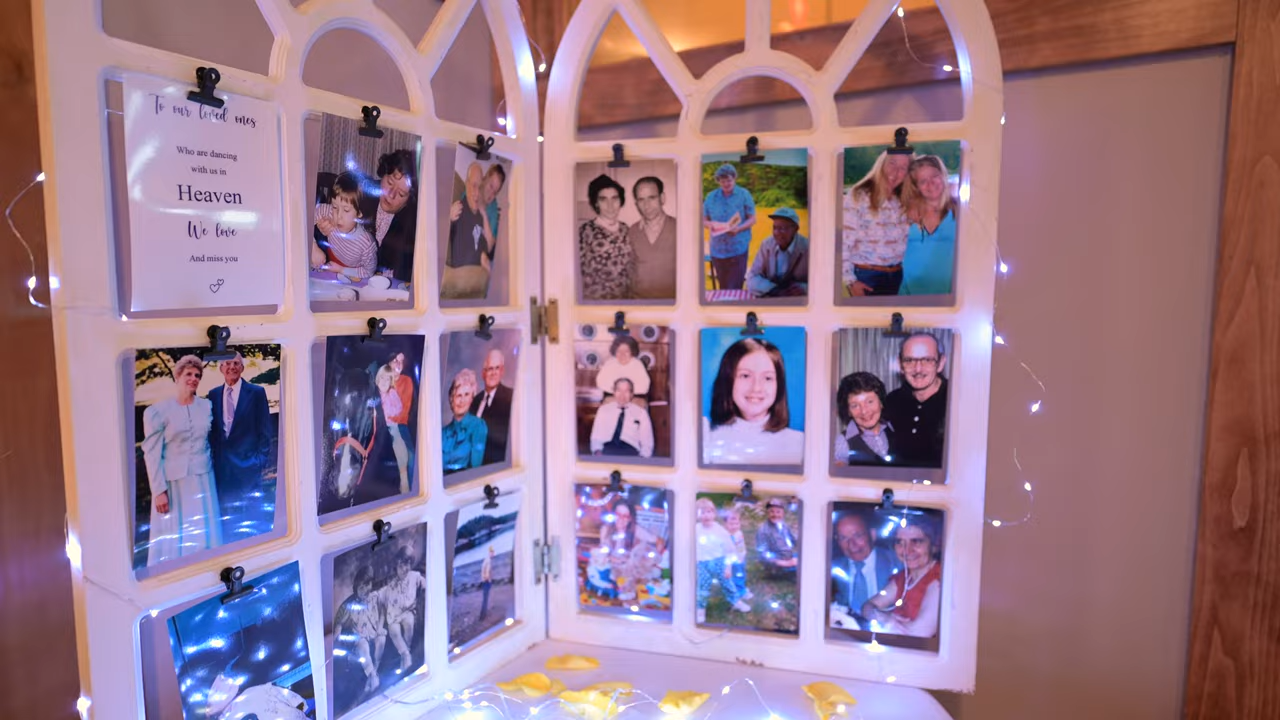 To our loved ones
Who are dancing
with us in
Heaven
We love
And miss you